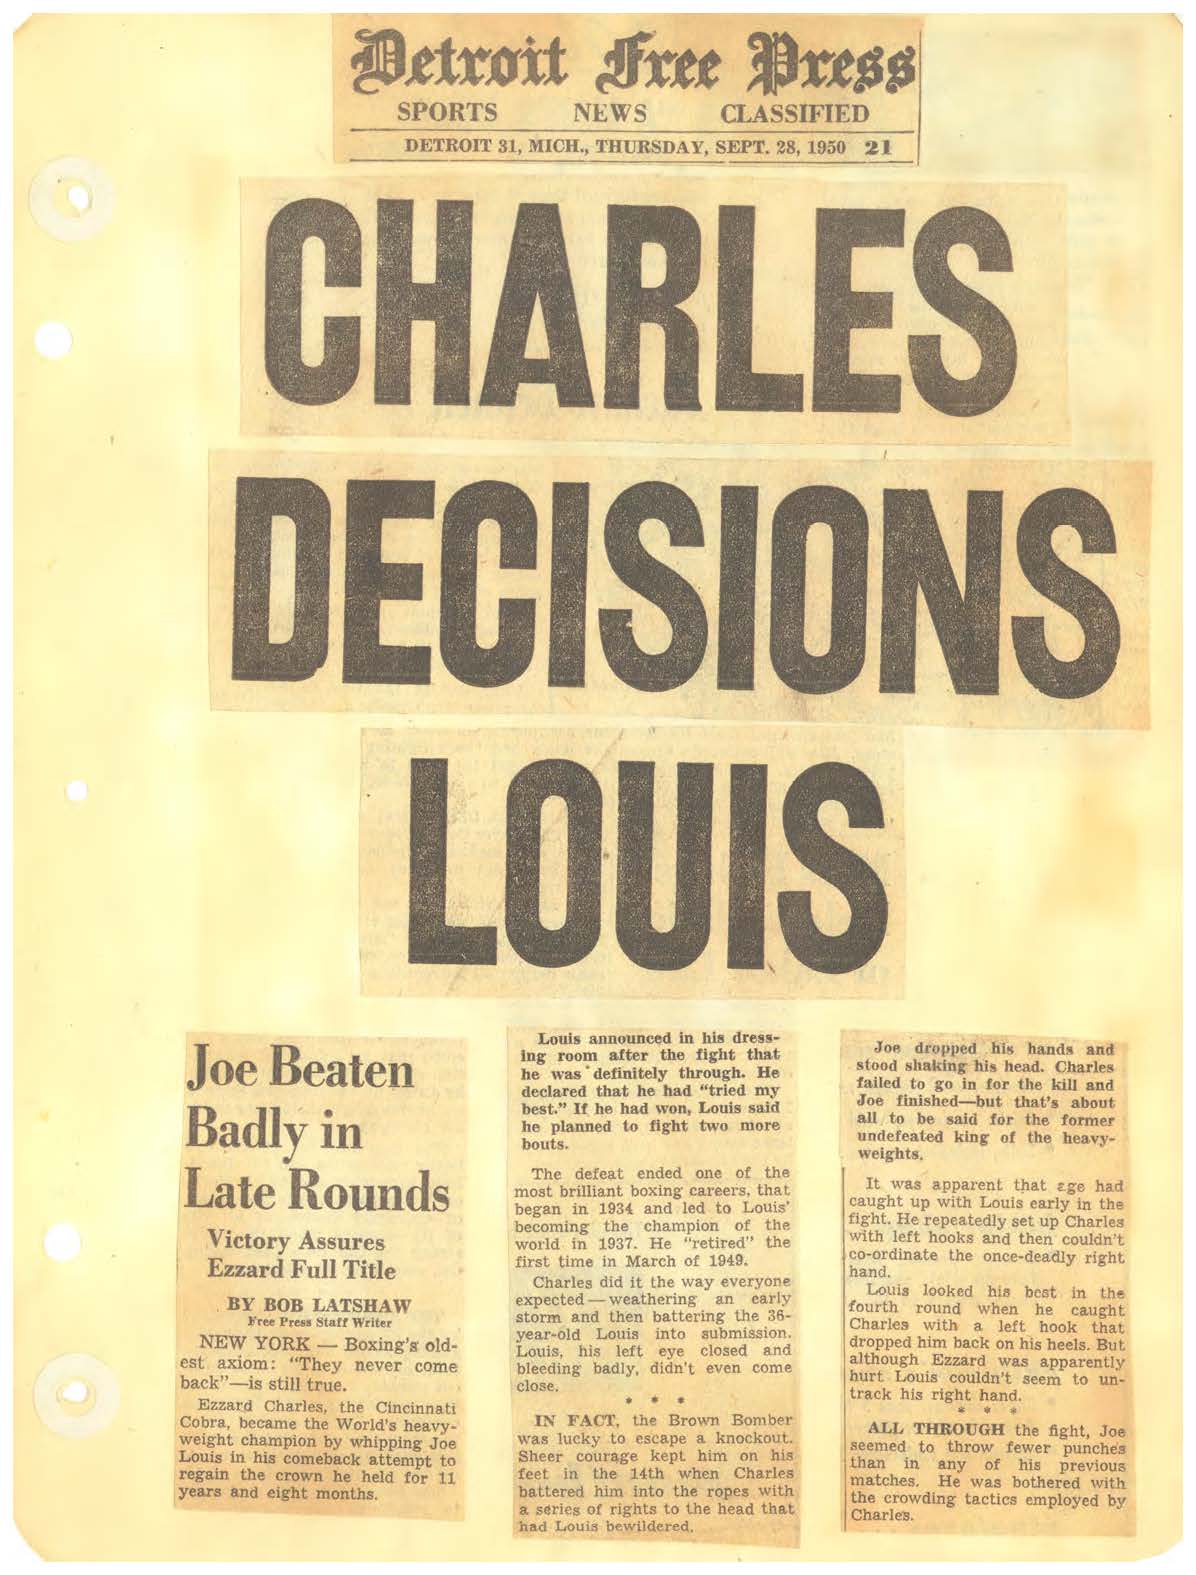 Detroit Free Press
SPORTS NEWS CLASSIFIED
DETROIT 31, MICH., THURSDAY, SEPT. 28, 1950 21
CHARLES
DECISIONS
LOUIS
Joe Beaten
Badly in
Late Rounds
Victory Assures
Ezzard Full Title
BY BOB LATSHAW
Free Press Staff Writer
NEW YORK — Boxing's old-
est axiom: "They never come
back"—is still true.
Ezzard Charles, the Cincinnati
Cobra, became the World's heavy-
weight champion by whipping Joe
Louis in his comeback attempt to
regain the crown he held for 11
years and eight months.
Louis announced in his dress-
ing room after the fight that
he was definitely through. He
declared that he had "tried my
best." If he had won, Louis said
he planned to fight two more
bouts.
The defeat ended one of the
most brilliant boxing careers, that
began in 1934 and led to Louis'
becoming the champion of the
world in 1937. He "retired" the
first time in March of 1949.
Charles did it the way everyone
expected—weathering an early
storm and then battering the 36-
year-old Louis into submission.
Louis, his left eye closed and
bleeding badly, didn't even come
close.
* * *
IN FACT, the Brown Bomber
was lucky to escape a knockout.
Sheer courage kept him on his
feet in the 14th when Charles
battered him into the ropes with
a series of rights to the head that
had Louis bewildered.
Joe dropped his hands and
stood shaking his head. Charles
failed to go in for the kill and
Joe finished—but that's about
all to be said for the former
undefeated king of the heavy-
weights.
It was apparent that age had
caught up with Louis early in the
fight. He repeatedly set up Charles
with left hooks and then couldn't
co-ordinate the once-deadly right
hand.
Louis looked his best in the
fourth round when he caught
Charles with a left hook that
dropped him back on his heels. But
although Ezzard was apparently
hurt Louis couldn't seem to un-
track his right hand.
* * *
ALL THROUGH the fight, Joe
seemed to throw fewer punches
than in any of his previous
matches. He was bothered with
the crowding tactics employed by
Charles.